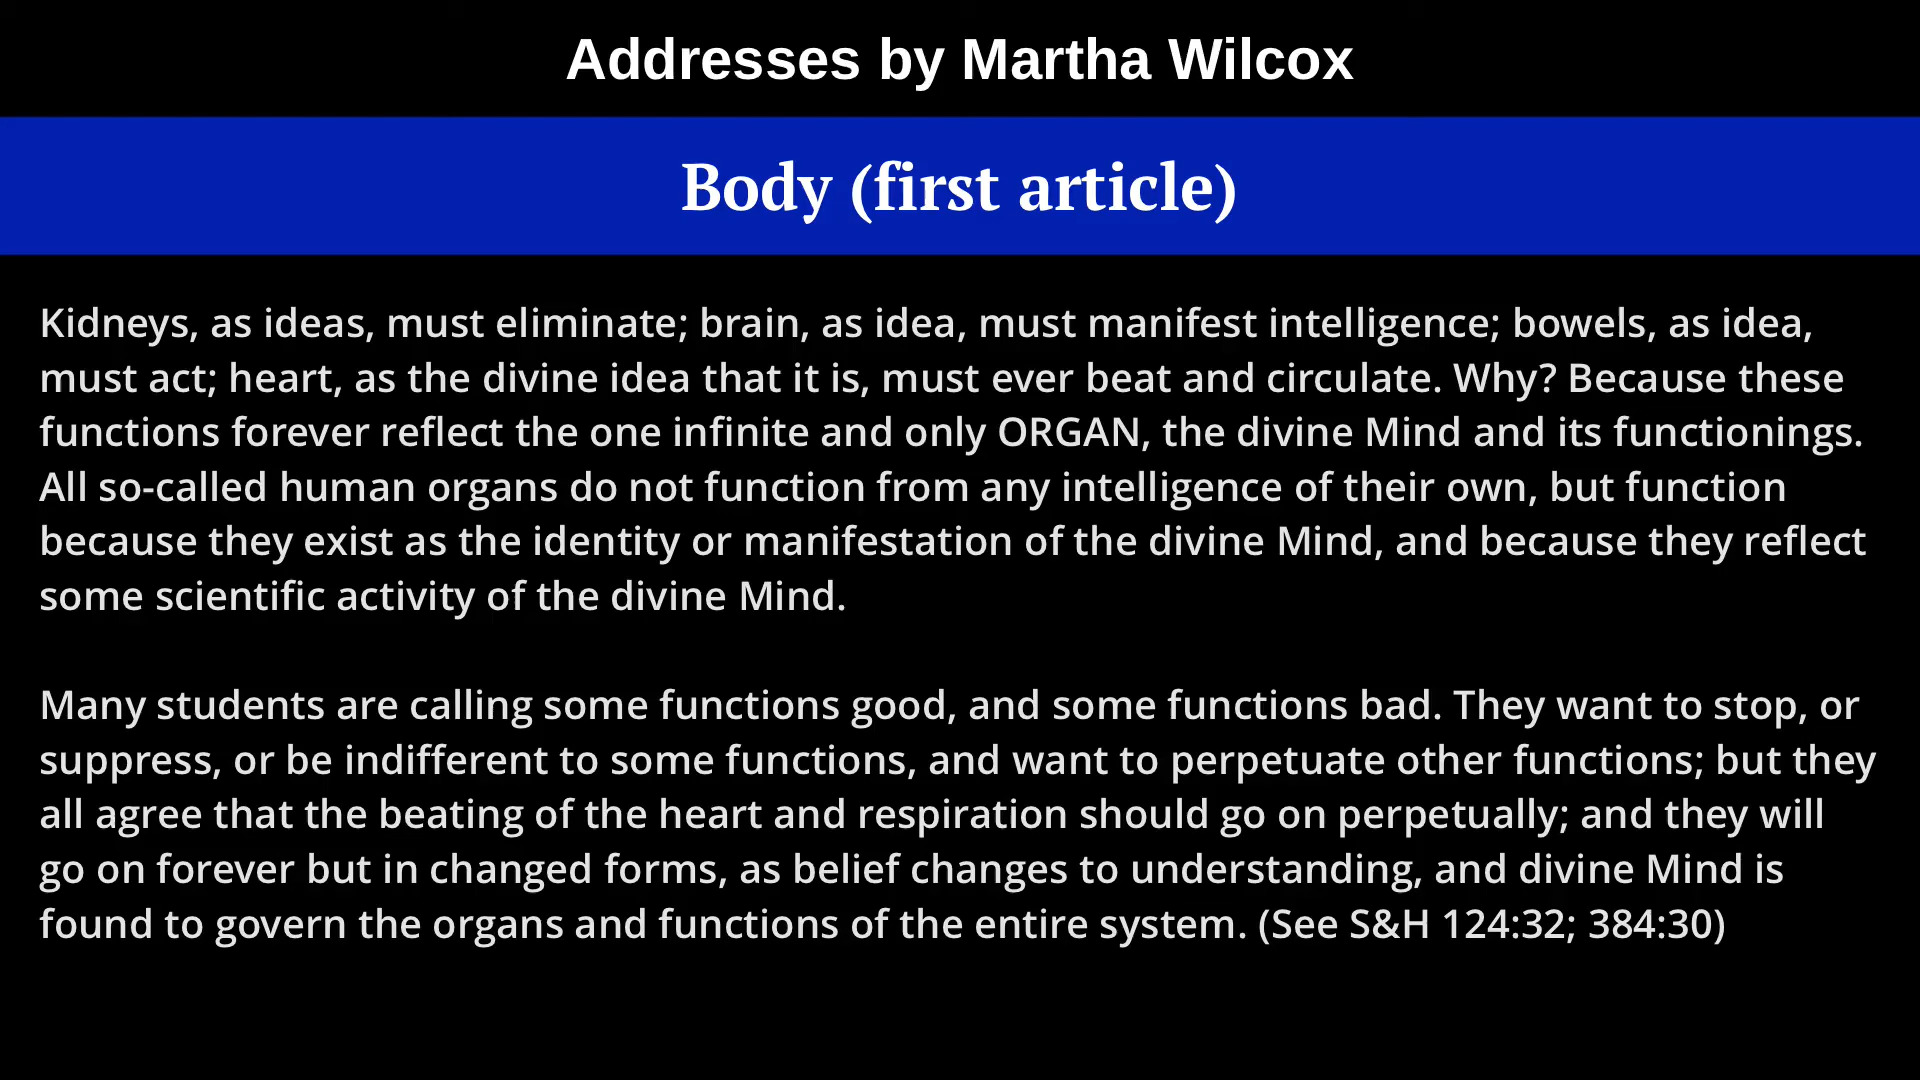 Addresses by Martha Wilcox
Body (first article)
Kidneys, as ideas, must eliminate; brain, as idea, must manifest intelligence; bowels, as idea,
must act; heart, as the divine idea that it is, must ever beat and circulate. Why? Because these
functions forever reflect the one infinite and only ORGAN, the divine Mind and its functionings.
All so-called human organs do not function from any intelligence of their own, but function
because they exist as the identity or manifestation of the divine Mind, and because they reflect
some scientific activity of the divine Mind.
Many students are calling some functions good, and some functions bad. They want to stop, or
suppress, or be indifferent to some functions, and want to perpetuate other functions; but they
all agree that the beating of the heart and respiration should go on perpetually; and they will
go on forever but in changed forms, as belief changes to understanding, and divine Mind is
found to govern the organs and functions of the entire system. (See S&H 124:32; 384:30)